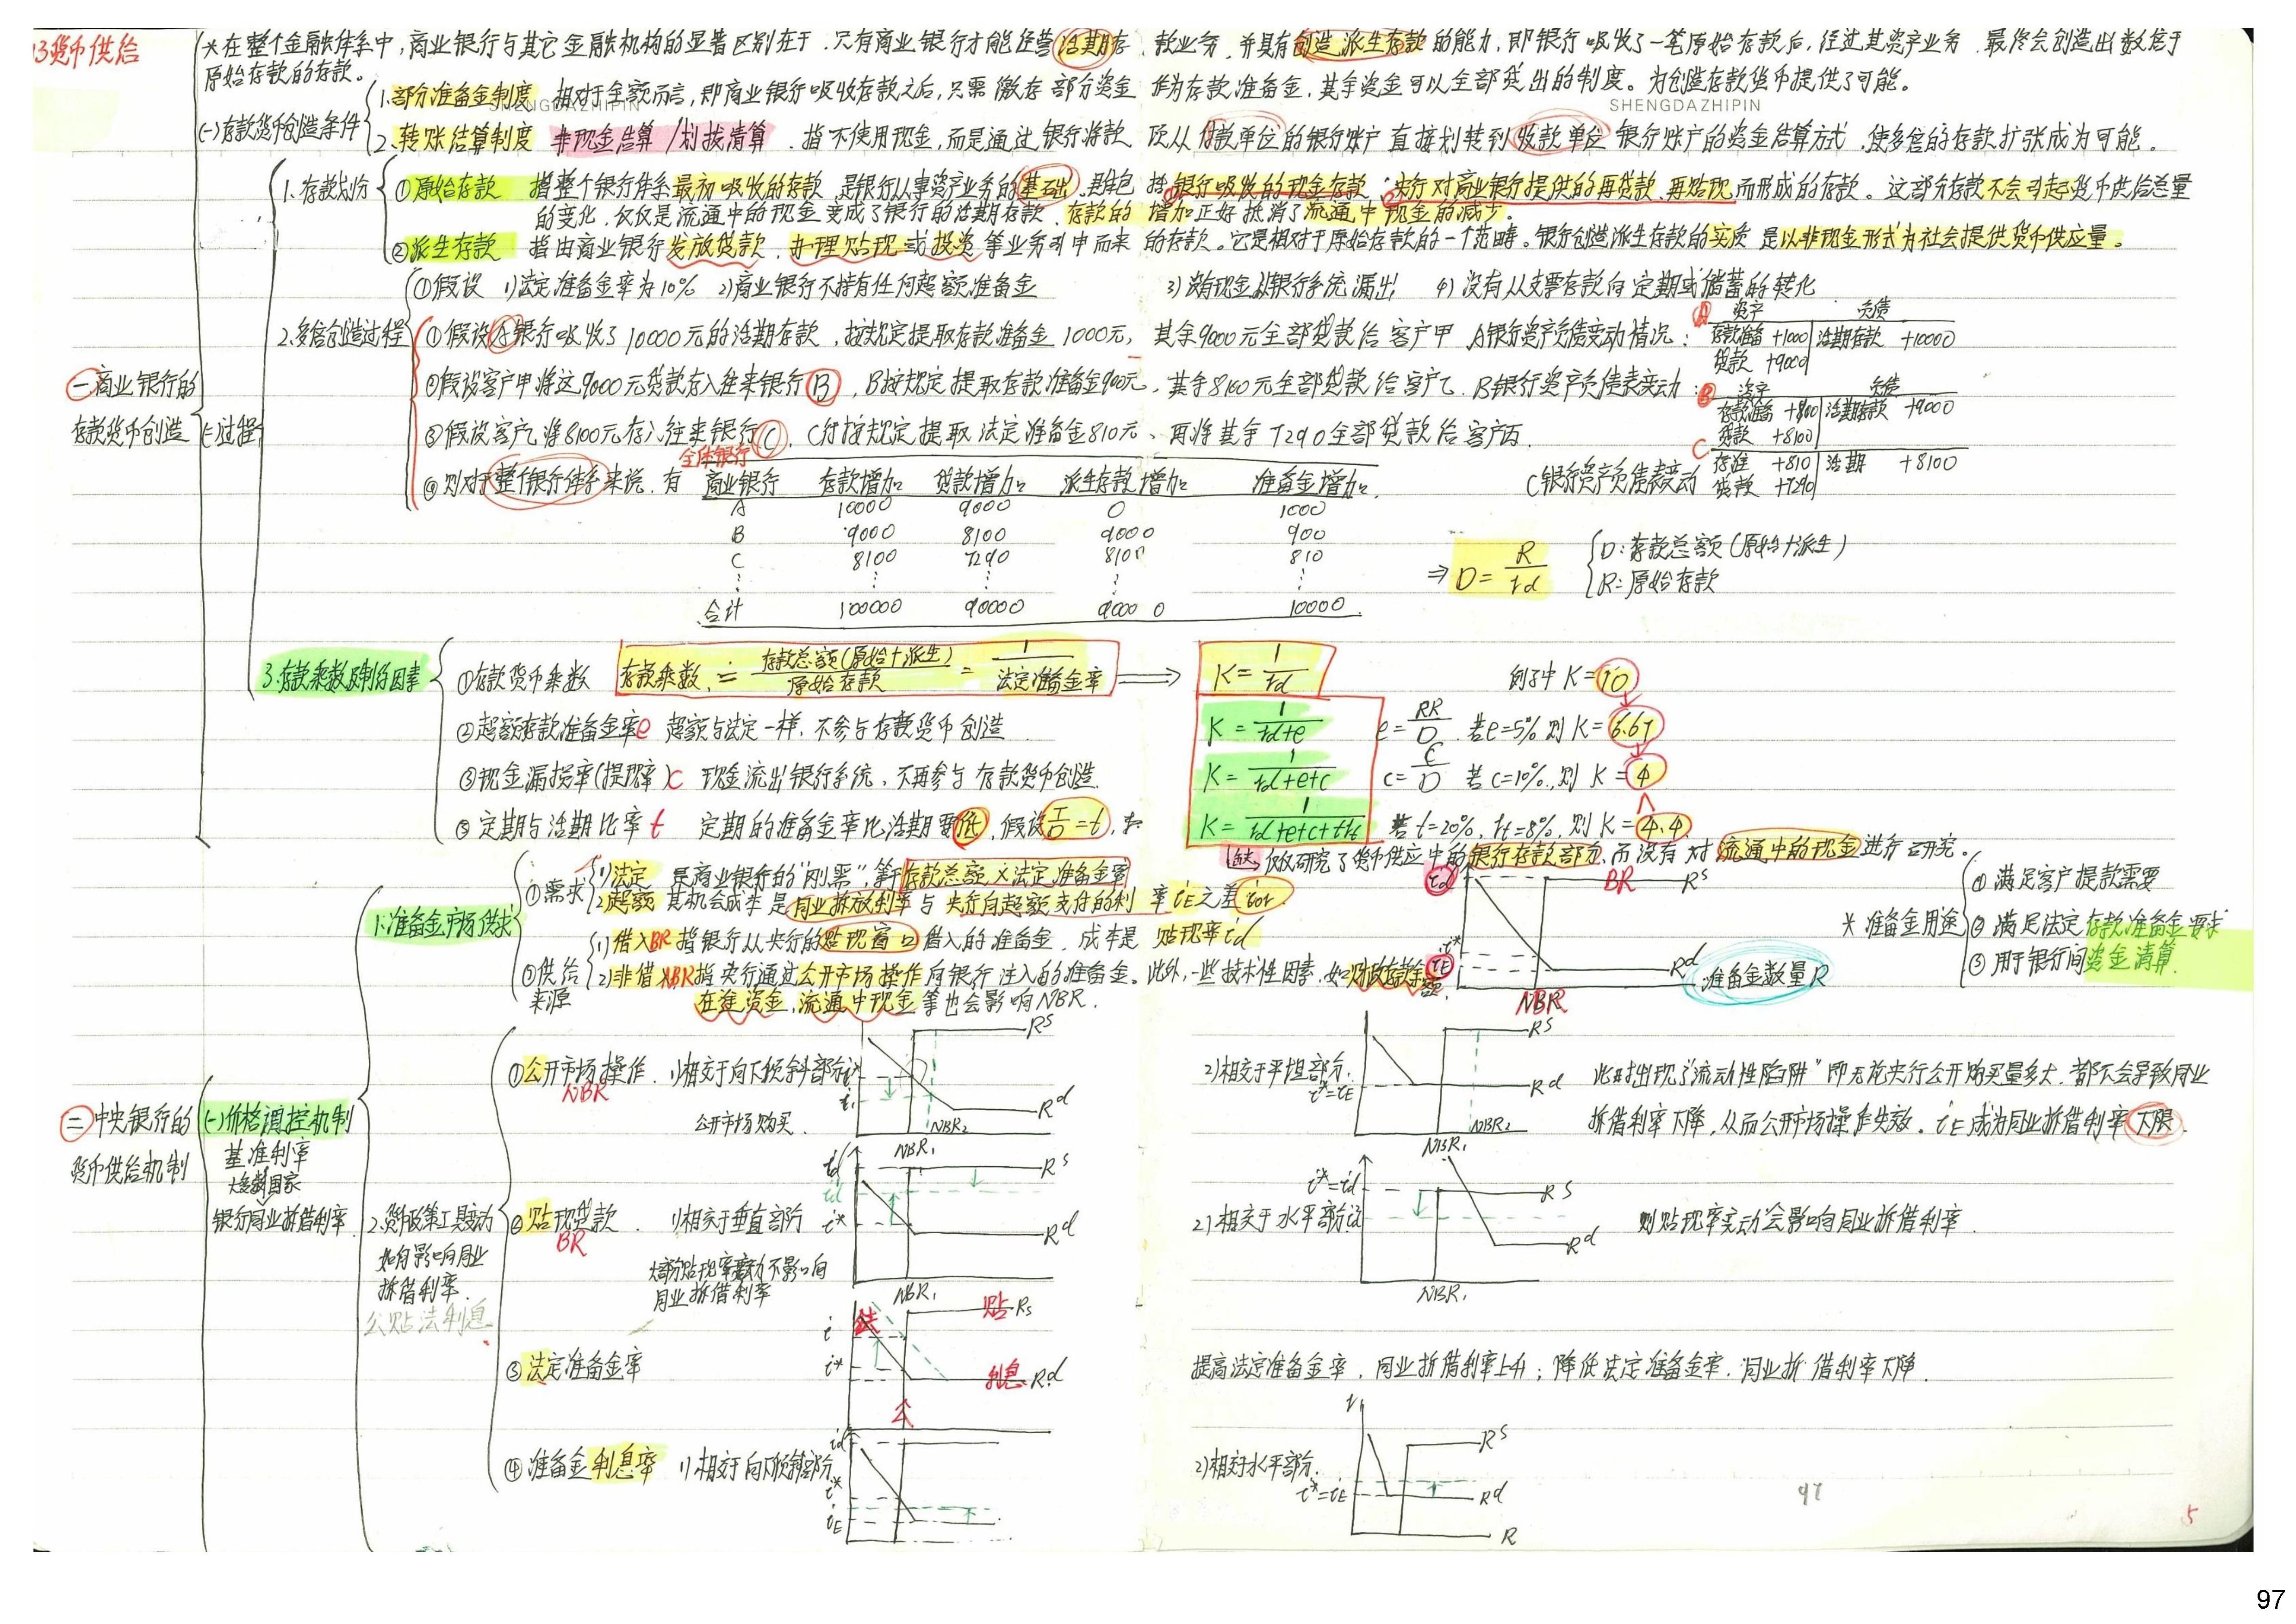 13货币供给
*在整个金融体系中,商业银行与其它金融机构的显著区别在于.只有商业银行才能经营活期存款业务.并具有创造派生存款的能力,即银行吸收了一笔原始存款后,经过其资产业务.最终会创造出数倍于
原始存款的存款。
(一)存款货币创造条件
1.部分准备金制度 相对于全额而言,即商业银行吸收存款之后,只需缴存部分资金作为存款准备金,其余资金可以全部贷出的制度。为创造存款货币提供了可能。
SHENGDAZHIPIN
SHENGDAZHIPIN
2.转账结算制度 非现金结算/划拨清算.指不使用现金,而是通过银行将款项从付款单位的银行账户直接划转到收款单位银行账户的资金结算方式,使多倍的存款扩张成为可能。
一 商业银行的
存款货币创造
(二)过程
1.存款划分
①原始存款 指整个银行体系最初吸收的存款,是银行从事资产业务的基础.具体包括银行吸收的现金存款,央行对商业银行提供的再贷款.再贴现而形成的存款。这部分存款不会引起货币供给总量
的变化.仅仅是流通中的现金变成了银行的活期存款.存款的增加正好抵消了流通中现金的减少。
②派生存款 指由商业银行发放贷款、办理贴现或投资等业务引申而来的存款。它是相对于原始存款的一个范畴。银行创造派生存款的实质是以非现金形式为社会提供货币供应量。
2.多倍创造过程
①假设 1)法定准备金率为10% 2)商业银行不持有任何超额准备金 3)没有现金从银行系统漏出 4)没有从支票存款向定期或储蓄的转化
①假设A银行吸收了10000元的活期存款,按规定提取存款准备金1000元,其余9000元全部贷款给客户甲 A银行资产负债变动情况:
A 资产 负债
存款准备 +1000 活期存款 +10000
贷款 +9000
②假设客户甲将这9000元贷款存入往来银行B,B按规定提取存款准备金900元,其余8100元全部贷款给客户乙.B银行资产负债表变动:
B 资产 负债
存款准备 +900 活期存款 +9000
贷款 +8100
③假设客户乙将8100元存入往来银行C,C行按规定提取法定准备金810元、再将其余7290全部贷款给客户丙.
C银行资产负债表变动
C 存准 +810 活期 +8100
贷款 +7290
全体银行
④则对于整个银行体系来说.有 商业银行 存款增加 贷款增加 派生存款增加 准备金增加.
A 10000 9000 0 1000
B 9000 8100 9000 900
C 8100 7290 8100 810
⋮ ⋮ ⋮ ⋮ ⋮
合计 100000 90000 90000 10000
⇒ D = R/rd
D:存款总额(原始+派生)
R:原始存款
3.存款乘数及制约因素
①存款货币乘数 存款乘数 = 存款总额(原始+派生)/原始存款 = 1/法定准备金率 ⟹ K = 1/rd 例子中 K=10
②超额存款准备金率e 超额与法定一样,不参与存款货币创造 K = 1/rd+e e = RR/D.若e=5%则 K=6.67
③现金漏损率(提现率)c 现金流出银行系统、不再参与存款货币创造. K = 1/rd+e+c c = C/D 若 c=10%,则 K=4
③定期与活期比率t 定期的准备金率比活期要低,假设T/D=t, K = 1/rd+e+c+t·rt 若t=20%,rt=8%,则 K=4.4
仅仅研究了货币供应中的银行存款部分,而没有对流通中的现金进行研究。
二 中央银行的
货币供给机制
(一)价格调控机制
基准利率
大多数国家
银行同业拆借利率.
1.准备金市场供求
①需求
1)法定 是商业银行的“刚需”,等于存款总额×法定准备金率
2)超额 其机会成本是同业拆放利率与央行向超额支付的利率iE之差ior.
②供给
来源
1)借入BR 指银行从央行的贴现窗口借入的准备金.成本是贴现率id
2)非借入NBR 指央行通过公开市场操作向银行注入的准备金。此外,一些技术性因素,如财政存款余额.
在途资金.流通中现金等也会影响NBR.
id
BR RS
i*
iE
Rd
NBR
准备金数量R
*准备金用途
① 满足客户提款需要
② 满足法定存款准备金要求
③ 用于银行间资金清算.
2.货币政策工具变动
如何影响同业
拆借利率.
公贴法利息
①公开市场操作.
NBR
1)相交于向下倾斜部分
公开市场购买.
i*
i1
RS
Rd
NBR1
NBR2
2)相交于平坦部分.
i*=iE
RS
Rd
NBR1
NBR2
此时出现了“流动性陷阱”即无论央行公开购买量多大.都不会导致同业
拆借利率下降,从而公开市场操作失效。iE成为同业拆借利率下限.
②贴现贷款.
BR
1)相交于垂直部分
大部分贴现率变动不影响
同业拆借利率
id
id
i*
RS
Rd
NBR1
2)相交于水平部分
i*=id
RS
Rd
NBR1
则贴现率变动会影响同业拆借利率.
③法定准备金率
i
i*
法
贴 RS
利息 Rd
公
提高法定准备金率,同业拆借利率上升;降低法定准备金率.同业拆借利率下降.
④准备金利息率 1)相交于向下倾斜部分.
id
i*
iE
2)相交于水平部分.
i*=iE
RS
Rd
R
97
5
97